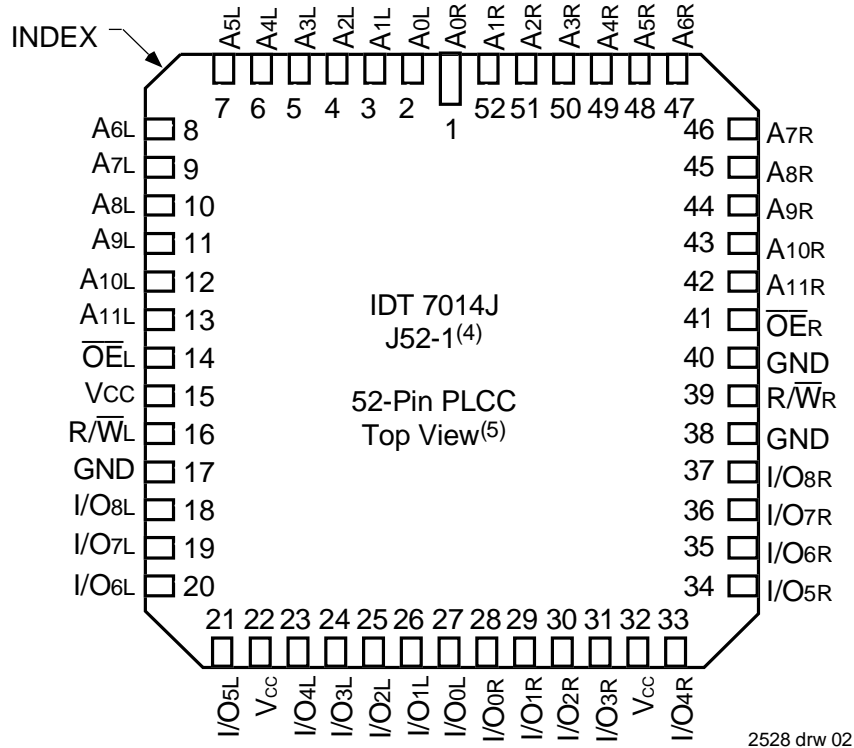 INDEX
A5L A4L A3L A2L A1L A0L A0R A1R A2R A3R A4R A5R A6R
7 6 5 4 3 2 1 52 51 50 49 48 47
A6L 8
A7L 9
A8L 10
A9L 11
A10L 12
A11L 13
O̅E̅L 14
VCC 15
R/W̅L 16
GND 17
I/O8L 18
I/O7L 19
I/O6L 20
IDT 7014J
J52-1(4)
52-Pin PLCC
Top View(5)
46 A7R
45 A8R
44 A9R
43 A10R
42 A11R
41 O̅E̅R
40 GND
39 R/W̅R
38 GND
37 I/O8R
36 I/O7R
35 I/O6R
34 I/O5R
21 22 23 24 25 26 27 28 29 30 31 32 33
I/O5L Vcc I/O4L I/O3L I/O2L I/O1L I/O0L I/O0R I/O1R I/O2R I/O3R Vcc I/O4R
2528 drw 02